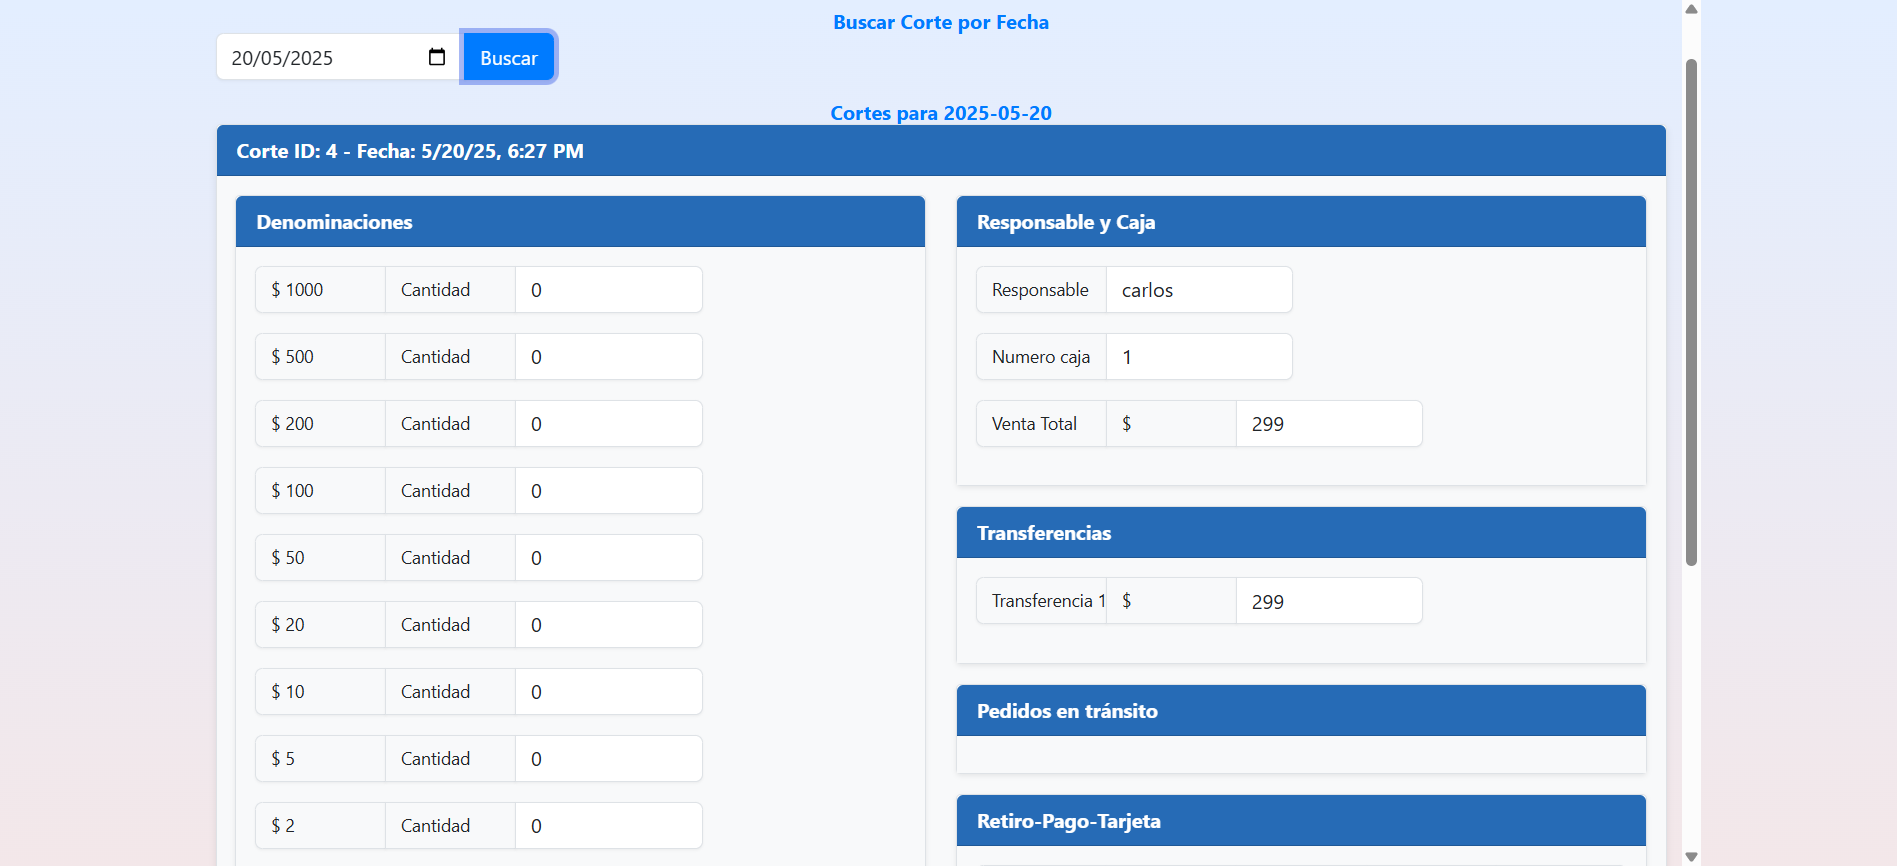 Buscar Corte por Fecha
20/05/2025
Buscar
Cortes para 2025-05-20
Corte ID: 4 - Fecha: 5/20/25, 6:27 PM
Denominaciones
$ 1000 Cantidad 0
$ 500 Cantidad 0
$ 200 Cantidad 0
$ 100 Cantidad 0
$ 50 Cantidad 0
$ 20 Cantidad 0
$ 10 Cantidad 0
$ 5 Cantidad 0
$ 2 Cantidad 0
Responsable y Caja
Responsable carlos
Numero caja 1
Venta Total $ 299
Transferencias
Transferencia 1 $ 299
Pedidos en tránsito
Retiro-Pago-Tarjeta